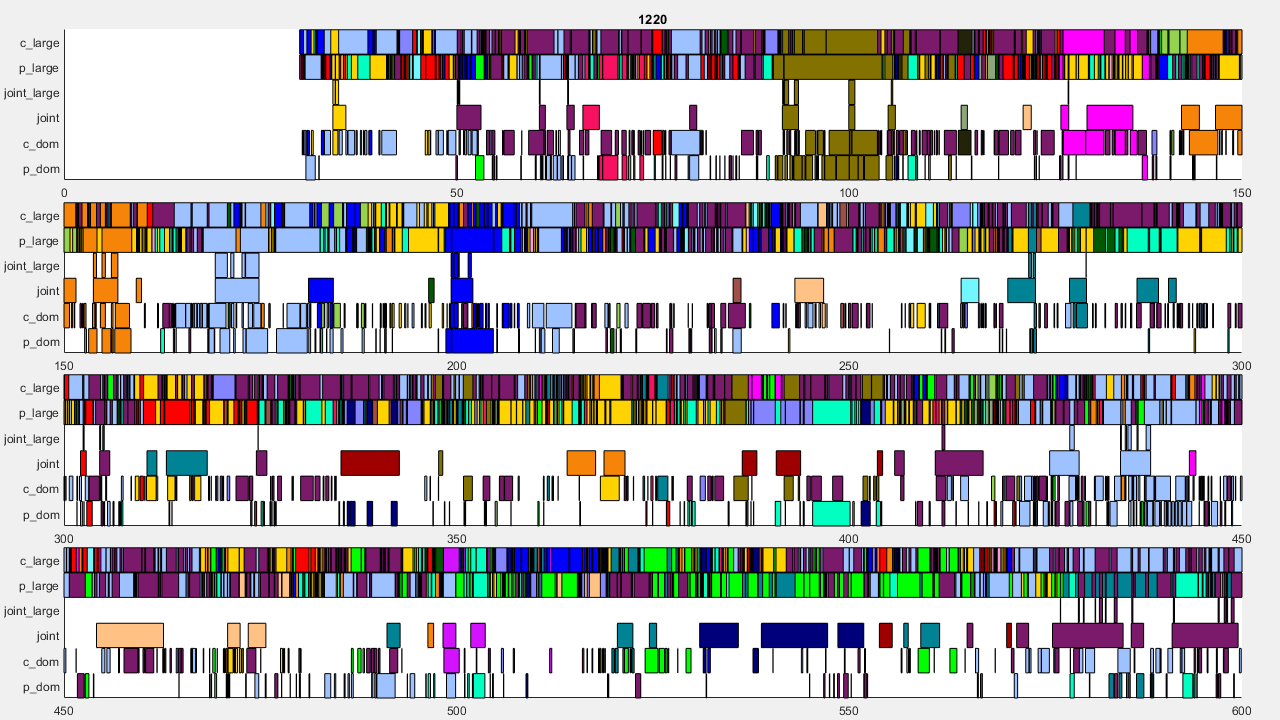 1220
c_large
p_large
joint_large
joint
c_dom
p_dom
0 50 100 150
c_large
p_large
joint_large
joint
c_dom
p_dom
150 200 250 300
c_large
p_large
joint_large
joint
c_dom
p_dom
300 350 400 450
c_large
p_large
joint_large
joint
c_dom
p_dom
450 500 550 600